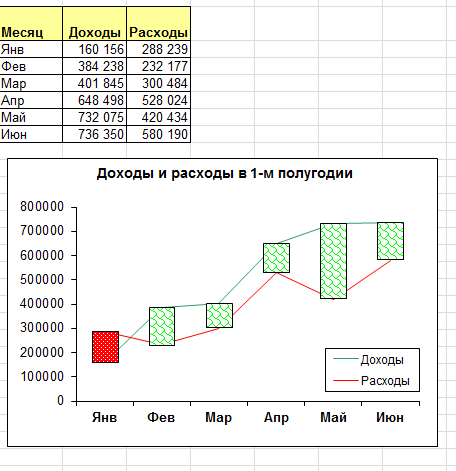 Месяц Доходы Расходы
Янв 160 156 288 239
Фев 384 238 232 177
Мар 401 845 300 484
Апр 648 498 528 024
Май 732 075 420 434
Июн 736 350 580 190
Доходы и расходы в 1-м полугодии
800000
700000
600000
500000
400000
300000
200000
100000
0
Доходы
Расходы
Янв Фев Мар Апр Май Июн